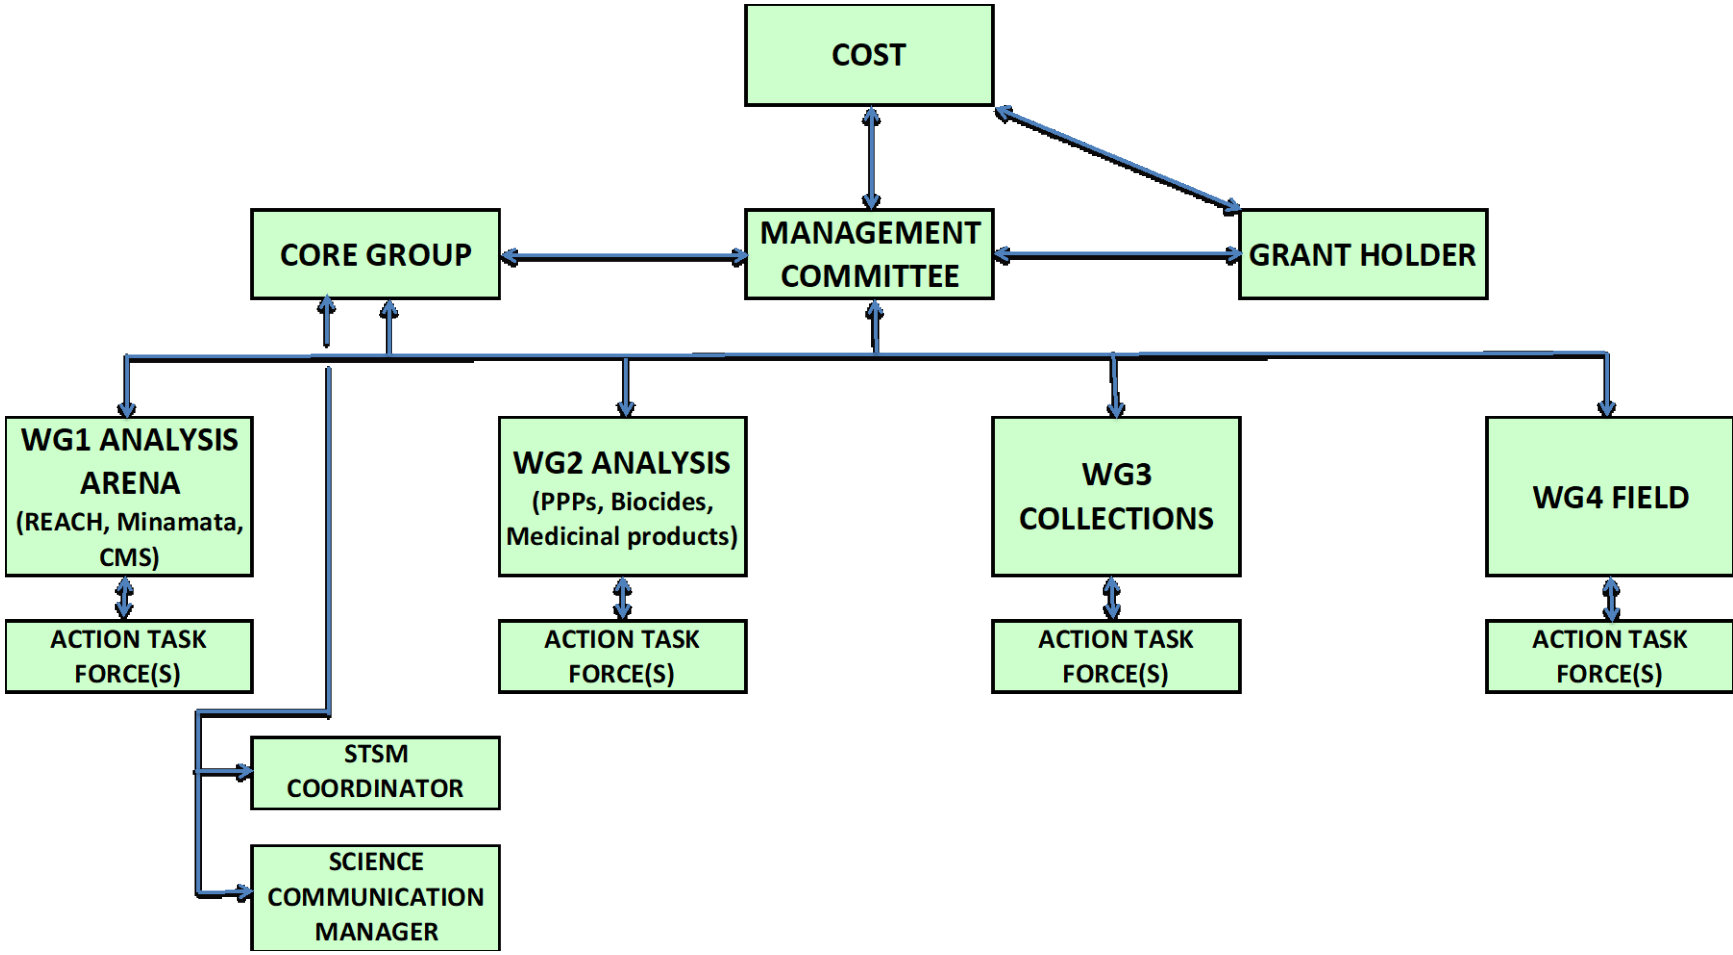 COST
CORE GROUP
MANAGEMENT
COMMITTEE
GRANT HOLDER
WG1 ANALYSIS
ARENA
(REACH, Minamata,
CMS)
WG2 ANALYSIS
(PPPs, Biocides,
Medicinal products)
WG3
COLLECTIONS
WG4 FIELD
ACTION TASK
FORCE(S)
ACTION TASK
FORCE(S)
ACTION TASK
FORCE(S)
ACTION TASK
FORCE(S)
STSM
COORDINATOR
SCIENCE
COMMUNICATION
MANAGER